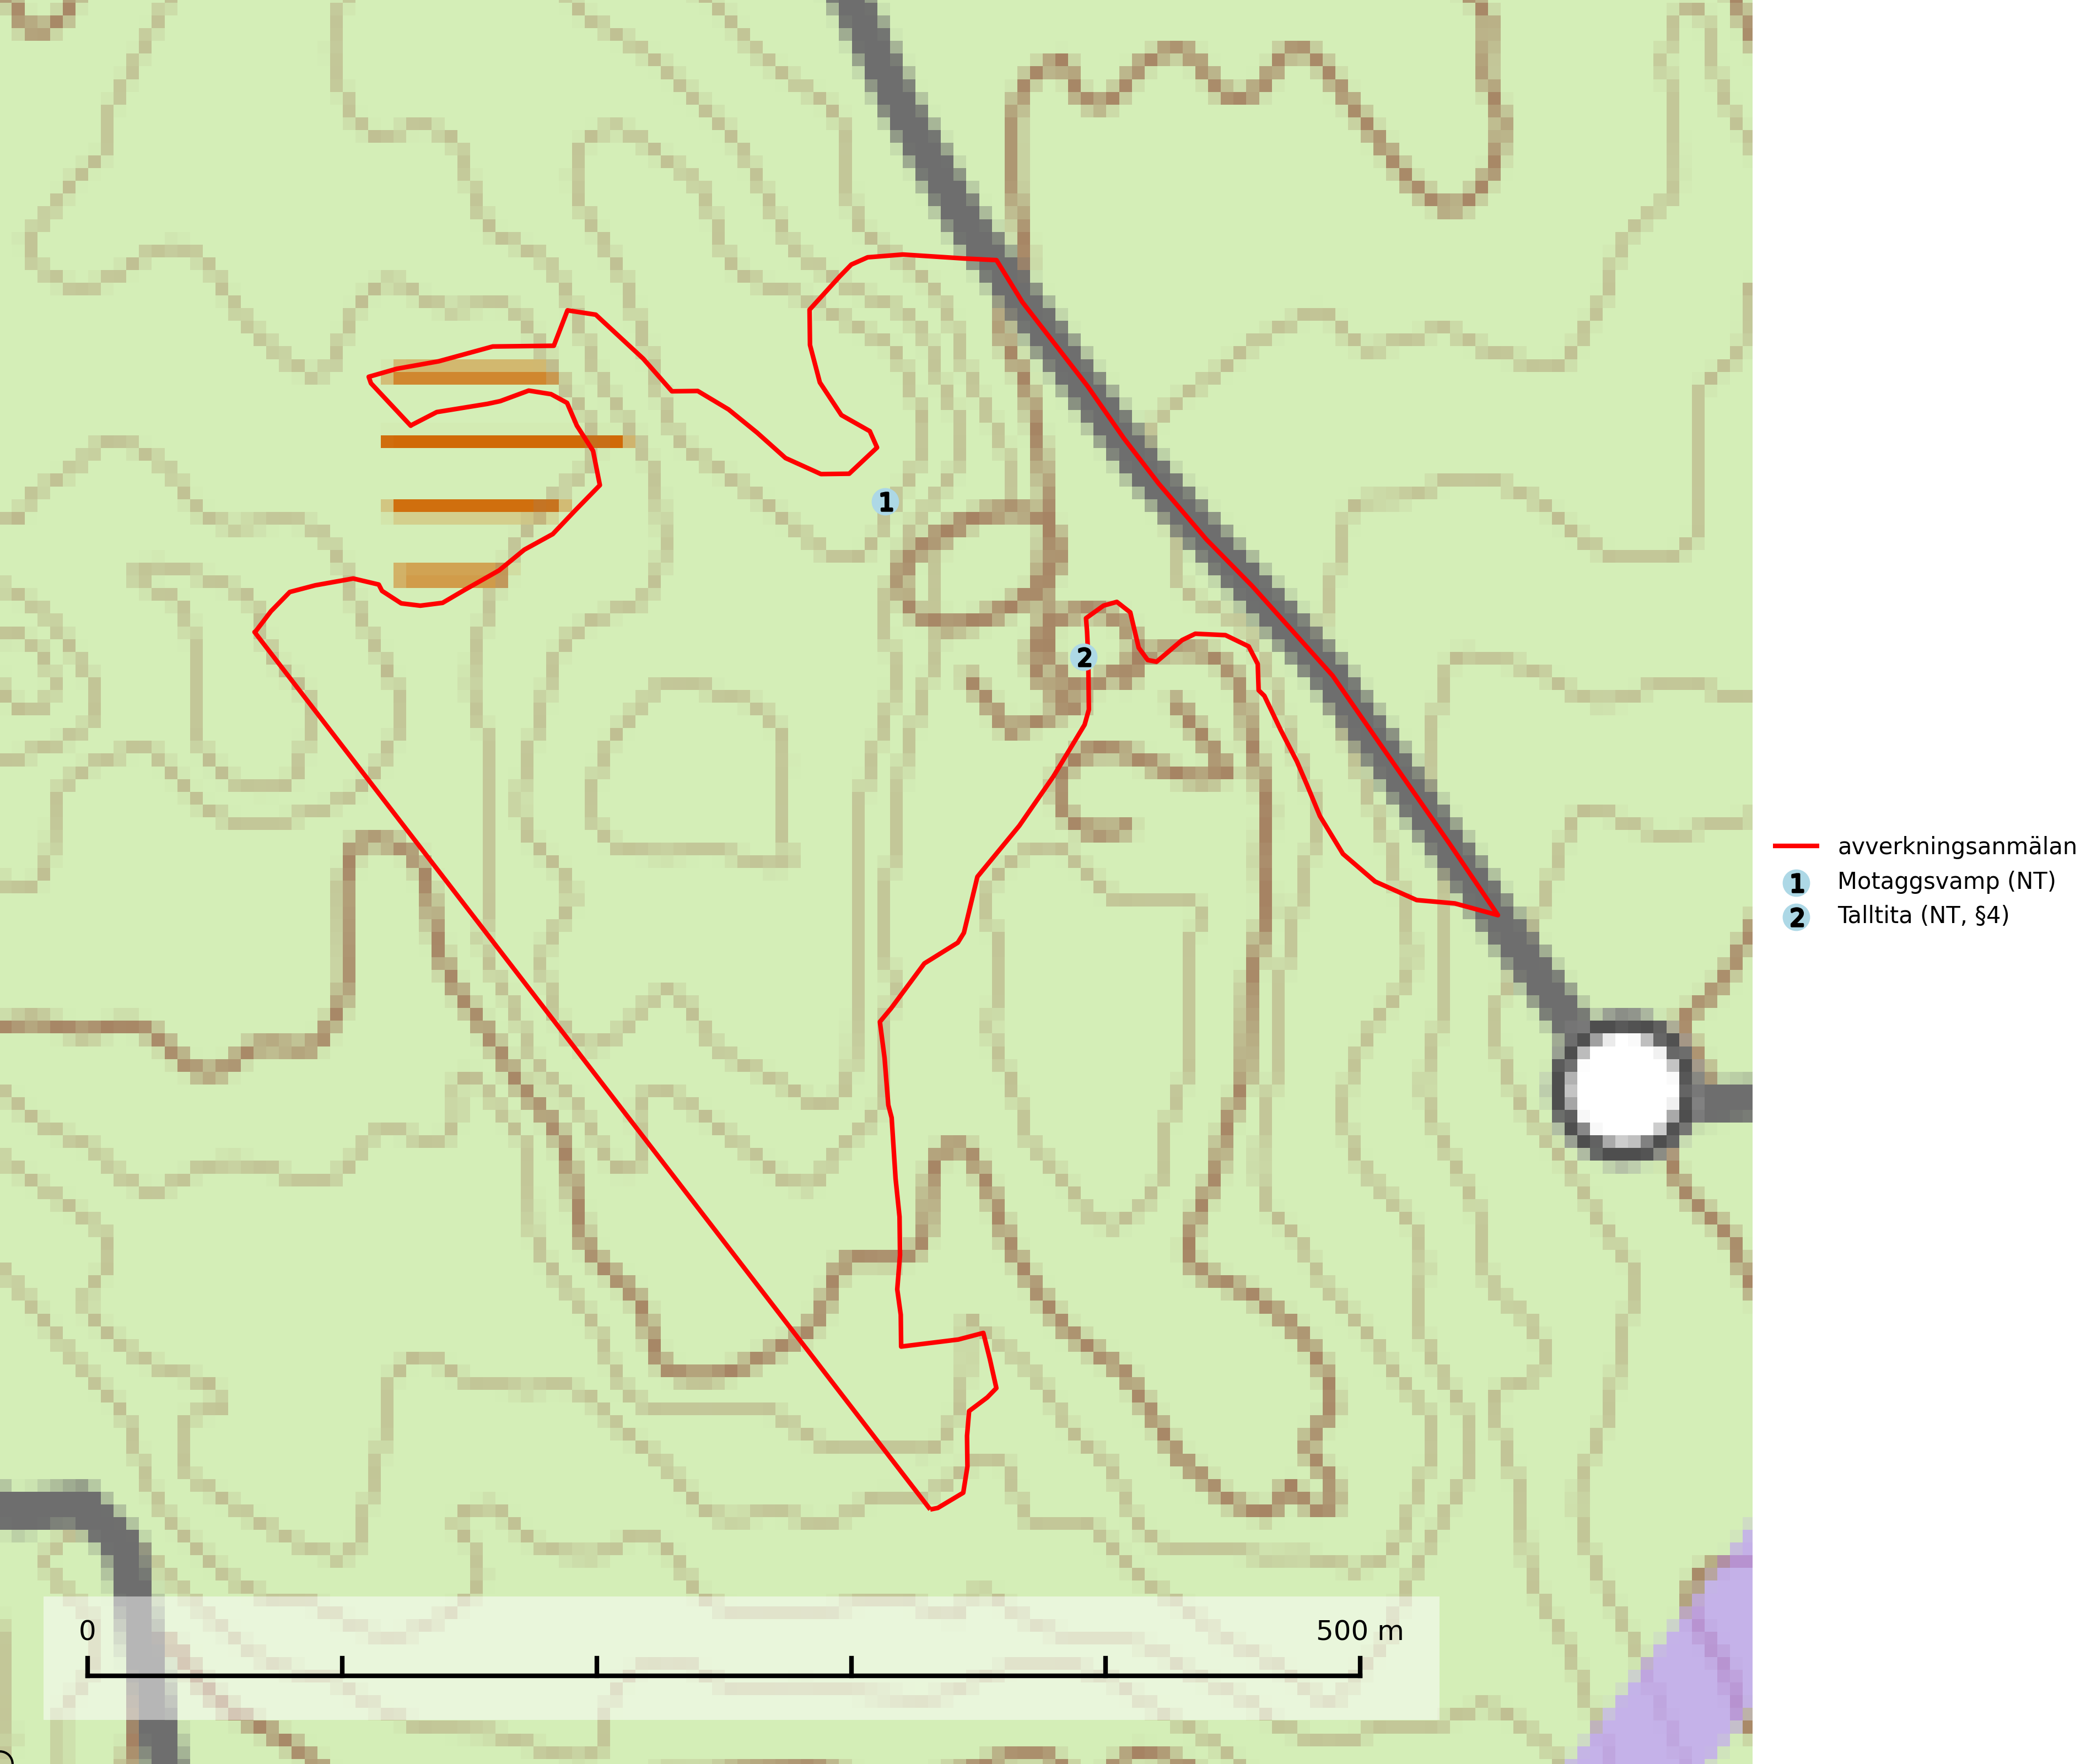 1
2
avverkningsanmälan
1 Motaggsvamp (NT)
2 Talltita (NT, §4)
0 500 m